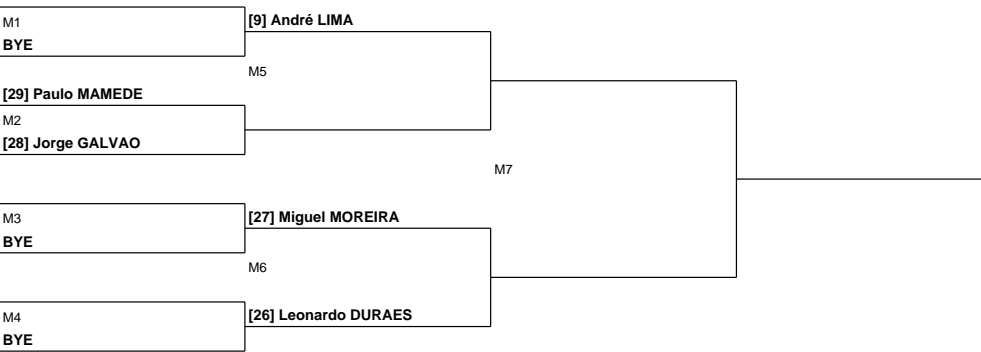 [9] André LIMA
M1
BYE
M5
[29] Paulo MAMEDE
M2
[28] Jorge GALVAO
M7
[27] Miguel MOREIRA
M3
BYE
M6
[26] Leonardo DURAES
M4
BYE